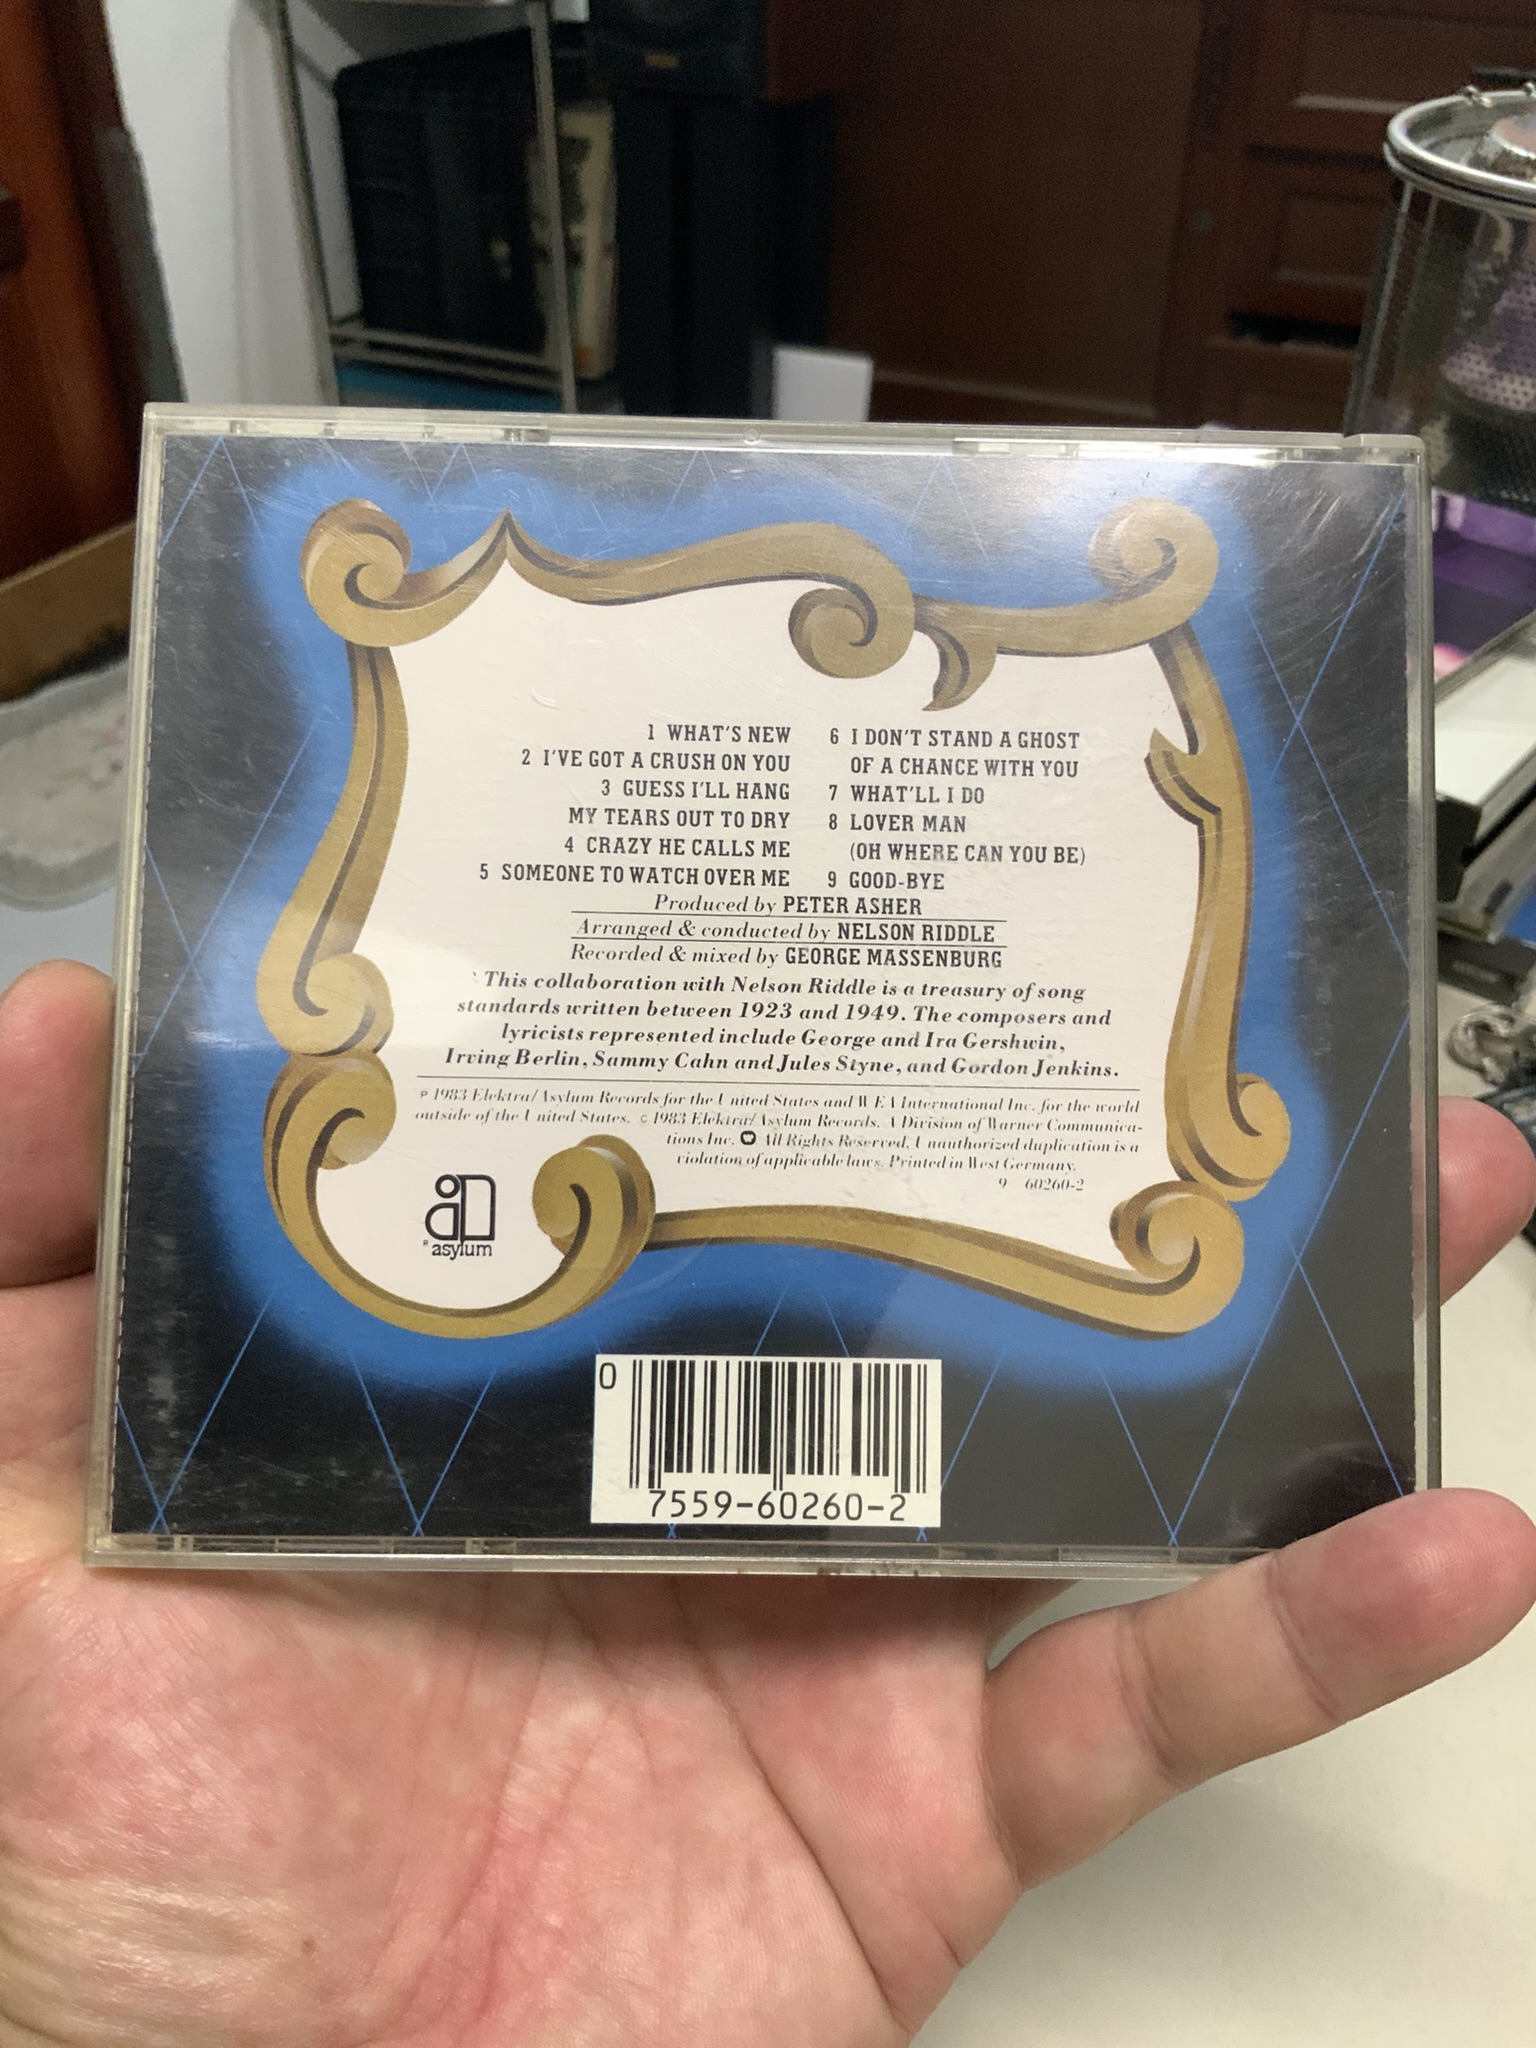 1 WHAT'S NEW
2 I'VE GOT A CRUSH ON YOU
3 GUESS I'LL HANG
MY TEARS OUT TO DRY
4 CRAZY HE CALLS ME
5 SOMEONE TO WATCH OVER ME
6 I DON'T STAND A GHOST
OF A CHANCE WITH YOU
7 WHAT'LL I DO
8 LOVER MAN
(OH WHERE CAN YOU BE)
9 GOOD-BYE
Produced by PETER ASHER
Arranged & conducted by NELSON RIDDLE
Recorded & mixed by GEORGE MASSENBURG
This collaboration with Nelson Riddle is a treasury of song
standards written between 1923 and 1949. The composers and
lyricists represented include George and Ira Gershwin,
Irving Berlin, Sammy Cahn and Jules Styne, and Gordon Jenkins.
℗ 1983 Elektra/Asylum Records for the United States and WEA International Inc. for the world
outside of the United States. © 1983 Elektra/Asylum Records. A Division of Warner Communica-
tions Inc. All Rights Reserved. Unauthorized duplication is a
violation of applicable laws. Printed in West Germany.
9 60260-2
® asylum
0
7559-60260-2